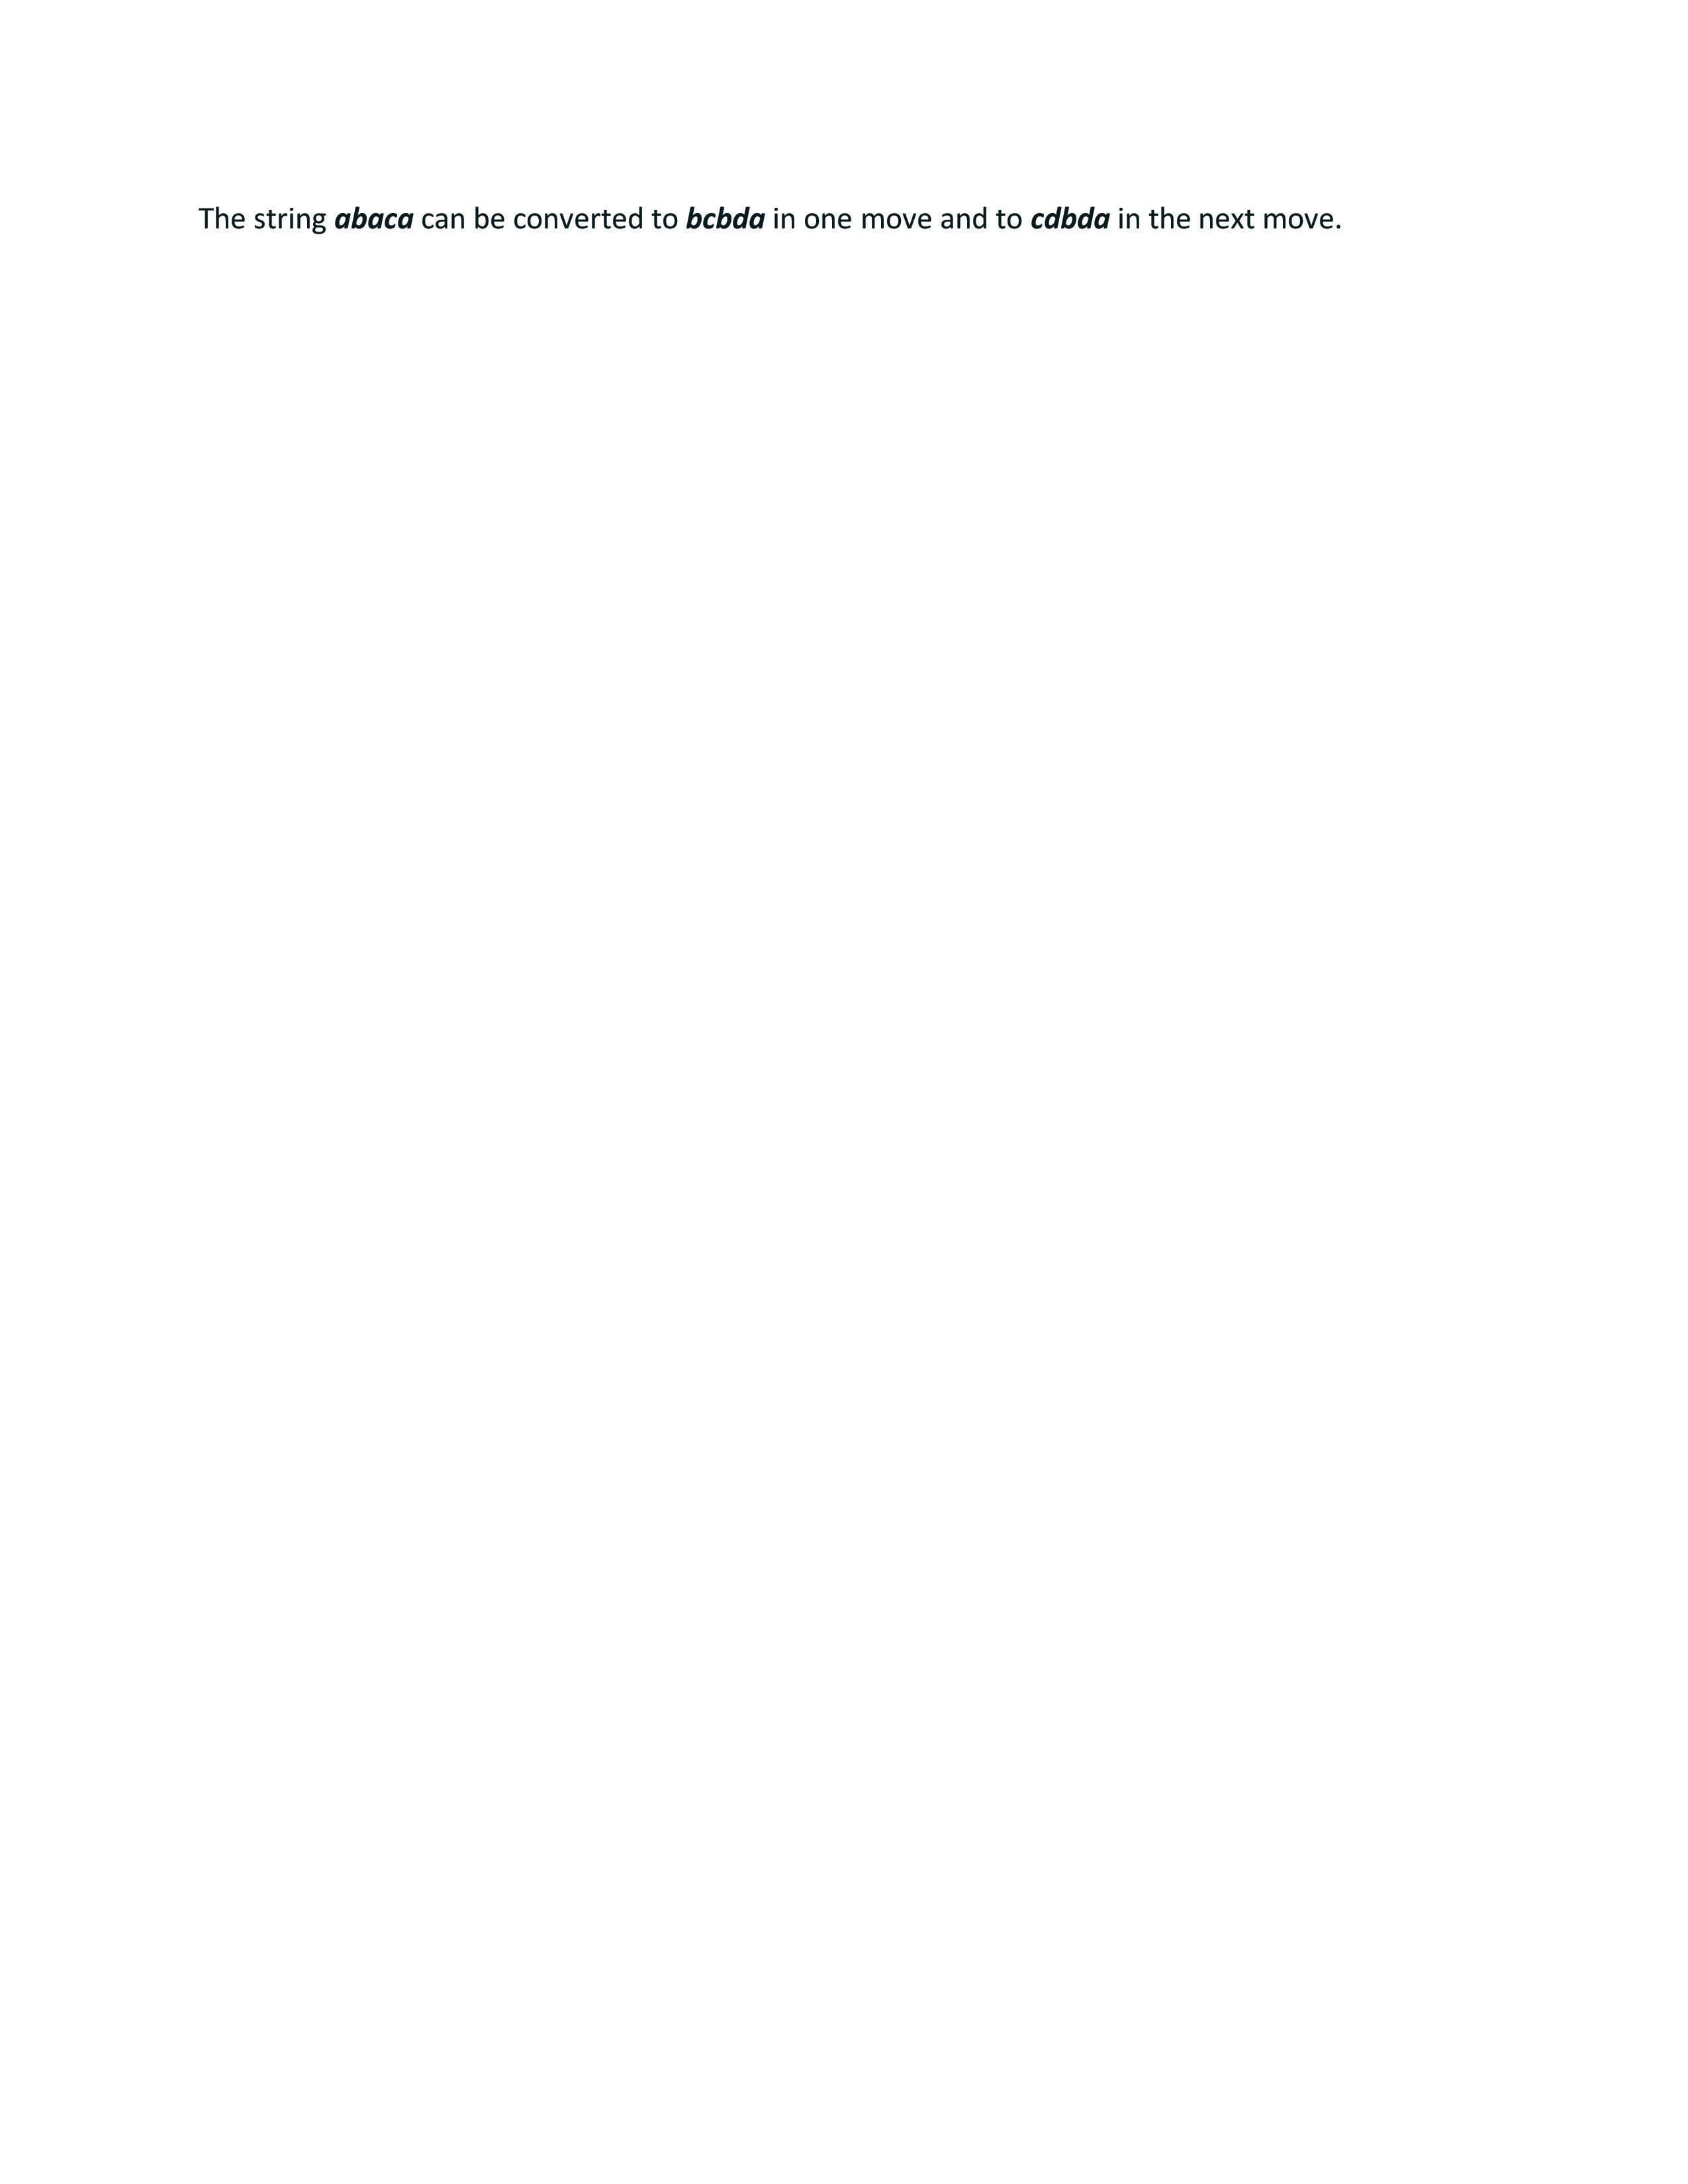 The string abaca can be converted to bcbda in one move and to cdbda in the next move.